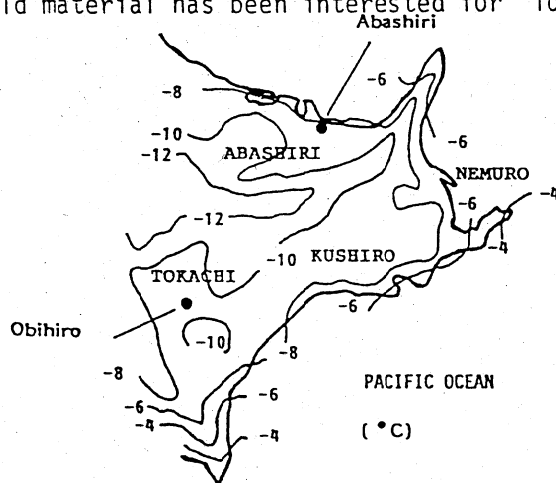 ld material has been interested for
Abashiri
-8
-6
-10
-12
ABASHIRI
-6
NEMURO
-6
-4
-12
-4
-10
KUSHIRO
TOKACHI
-6
Obihiro
-10
-8
-8
PACIFIC OCEAN
-6
-6
-4
(°C)
-4